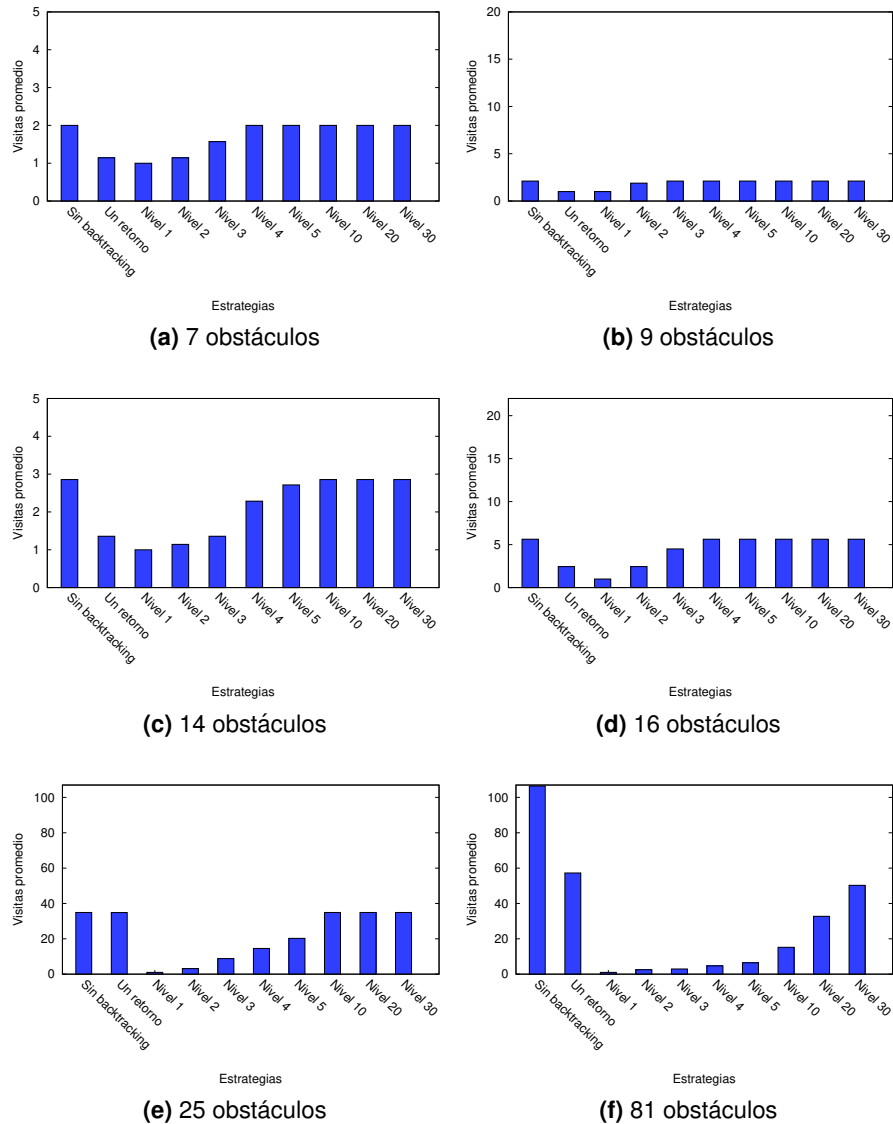 5
4
3
2
1
0
Visitas promedio
Sin backtracking
Un retorno
Nivel 1
Nivel 2
Nivel 3
Nivel 4
Nivel 5
Nivel 10
Nivel 20
Nivel 30
Estrategias
(a) 7 obstáculos
20
15
10
5
0
Visitas promedio
Sin backtracking
Un retorno
Nivel 1
Nivel 2
Nivel 3
Nivel 4
Nivel 5
Nivel 10
Nivel 20
Nivel 30
Estrategias
(b) 9 obstáculos
5
4
3
2
1
0
Visitas promedio
Sin backtracking
Un retorno
Nivel 1
Nivel 2
Nivel 3
Nivel 4
Nivel 5
Nivel 10
Nivel 20
Nivel 30
Estrategias
(c) 14 obstáculos
20
15
10
5
0
Visitas promedio
Sin backtracking
Un retorno
Nivel 1
Nivel 2
Nivel 3
Nivel 4
Nivel 5
Nivel 10
Nivel 20
Nivel 30
Estrategias
(d) 16 obstáculos
100
80
60
40
20
0
Visitas promedio
Sin backtracking
Un retorno
Nivel 1
Nivel 2
Nivel 3
Nivel 4
Nivel 5
Nivel 10
Nivel 20
Nivel 30
Estrategias
(e) 25 obstáculos
100
80
60
40
20
0
Visitas promedio
Sin backtracking
Un retorno
Nivel 1
Nivel 2
Nivel 3
Nivel 4
Nivel 5
Nivel 10
Nivel 20
Nivel 30
Estrategias
(f) 81 obstáculos